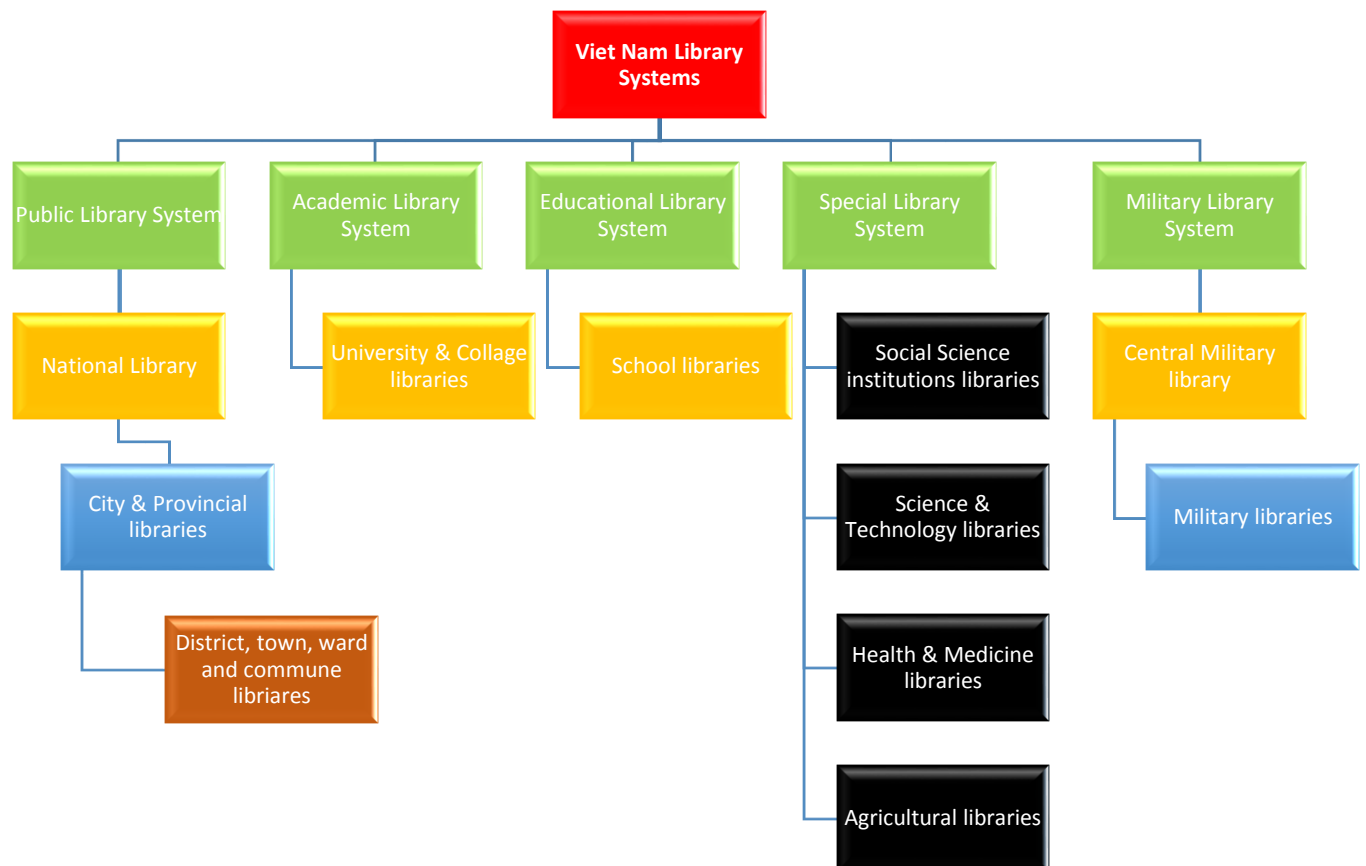 Viet Nam Library
Systems
Public Library System
Academic Library
System
Educational Library
System
Special Library
System
Military Library
System
National Library
University & Collage
libraries
School libraries
Social Science
institutions libraries
Central Military
library
City & Provincial
libraries
Science &
Technology libraries
Military libraries
District, town, ward
and commune
libriares
Health & Medicine
libraries
Agricultural libraries